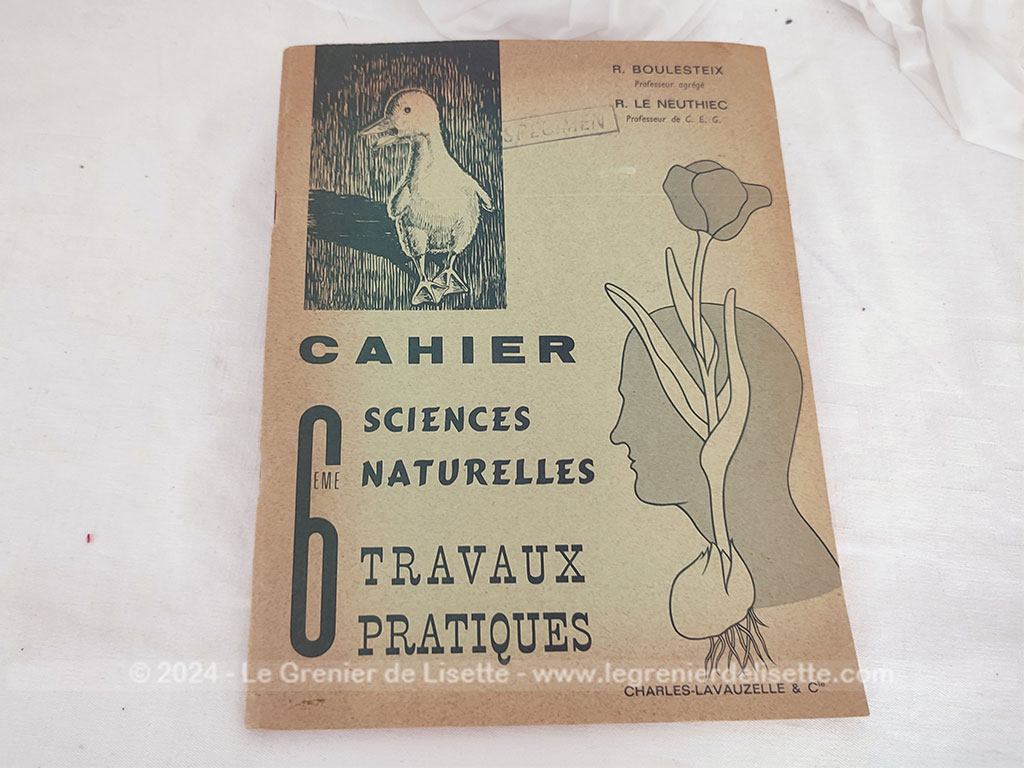 R. BOULESTEIX
Professeur agrégé
R. LE NEUTHIEC
Professeur de C. E. G.
SPECIMEN
CAHIER
6EME
SCIENCES
NATURELLES
TRAVAUX
PRATIQUES
© 2024 - Le Grenier de Lisette - www.legrenierdelisette.com
CHARLES-LAVAUZELLE & Cie